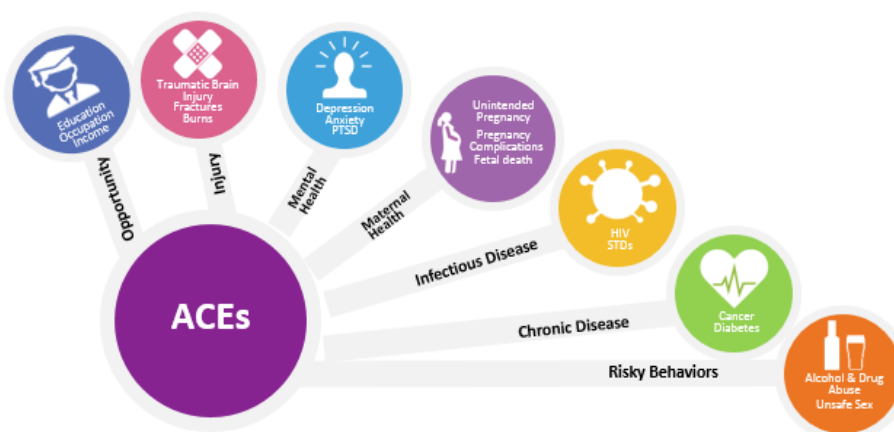 Education
Occupation
Income
Opportunity
Traumatic Brain
Injury
Fractures
Burns
Injury
Depression
Anxiety
PTSD
Mental
Health
Unintended
Pregnancy
Pregnancy
Complications
Fetal death
Maternal
Health
HIV
STDs
Infectious Disease
Cancer
Diabetes
Chronic Disease
Alcohol & Drug
Abuse
Unsafe Sex
Risky Behaviors
ACEs